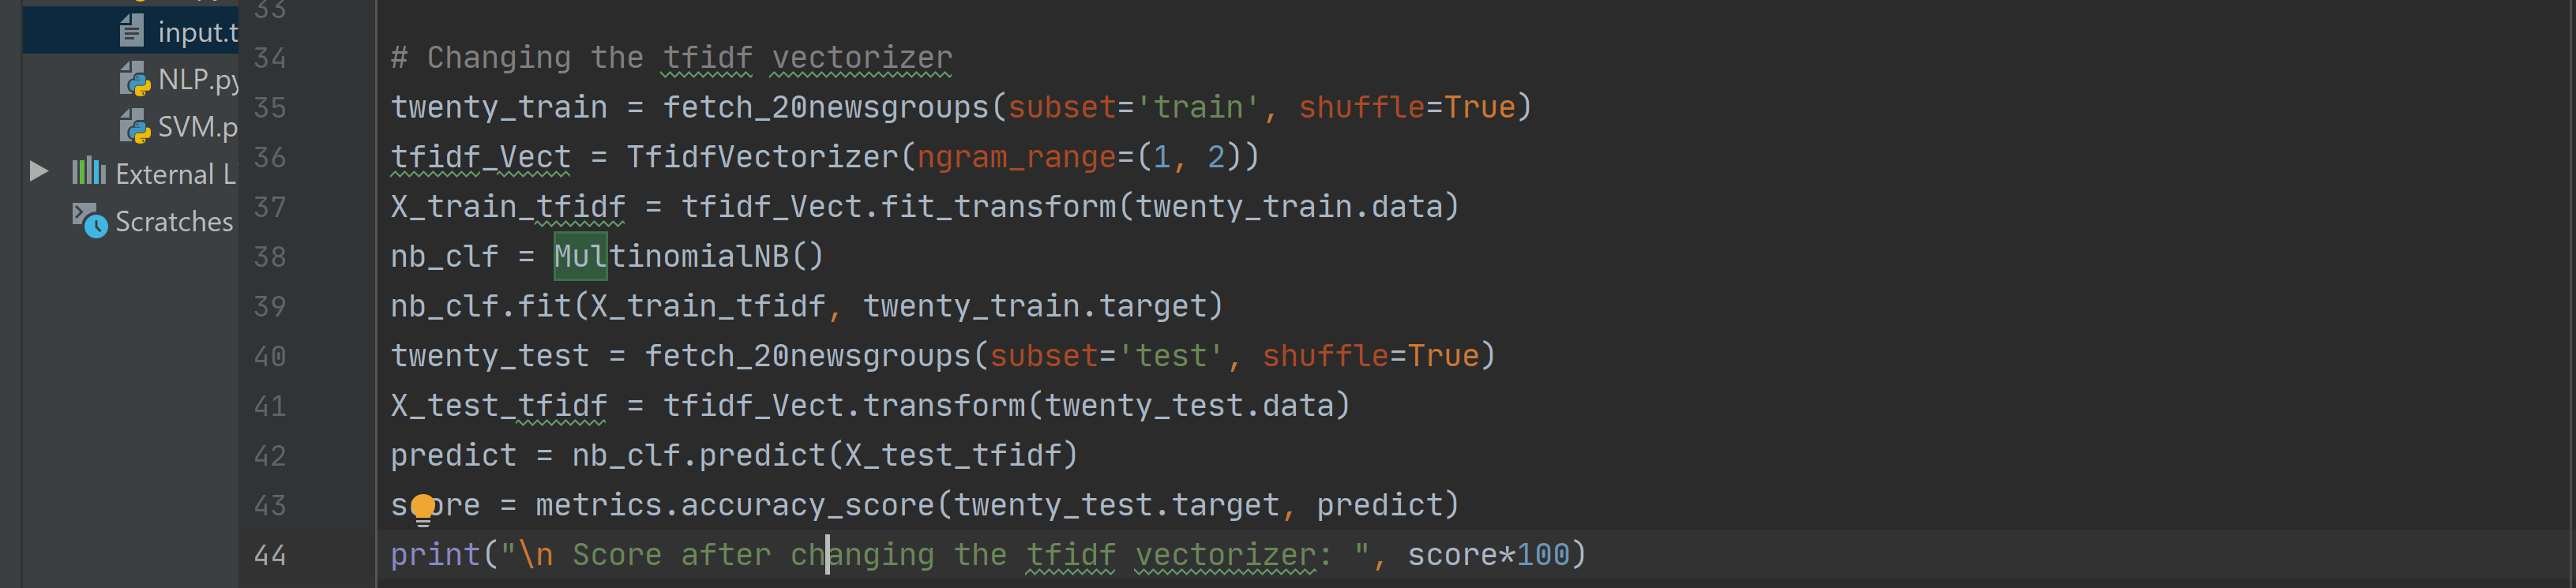 33
input.t
34 # Changing the tfidf vectorizer
NLP.py
35 twenty_train = fetch_20newsgroups(subset='train', shuffle=True)
SVM.p
36 tfidf_Vect = TfidfVectorizer(ngram_range=(1, 2))
External L
37 X_train_tfidf = tfidf_Vect.fit_transform(twenty_train.data)
Scratches
38 nb_clf = MultinomialNB()
39 nb_clf.fit(X_train_tfidf, twenty_train.target)
40 twenty_test = fetch_20newsgroups(subset='test', shuffle=True)
41 X_test_tfidf = tfidf_Vect.transform(twenty_test.data)
42 predict = nb_clf.predict(X_test_tfidf)
43 score = metrics.accuracy_score(twenty_test.target, predict)
44 print("\n Score after changing the tfidf vectorizer: ", score*100)